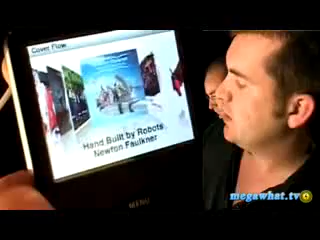 Cover Flow
Hand Built by Robots
Newton Faulkner
MENU
megawhat.tv